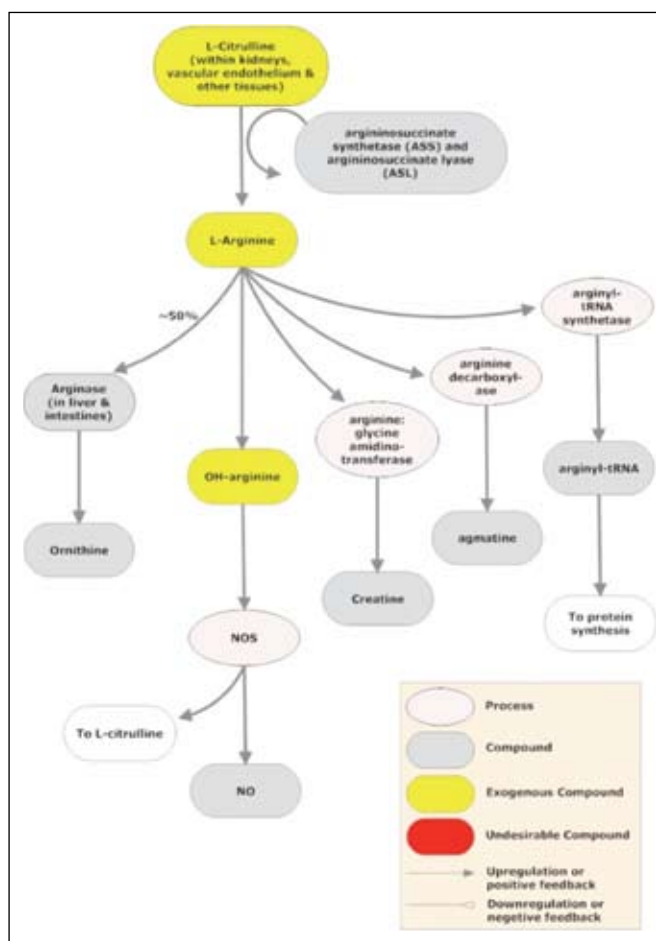 L-Citrulline
(within kidneys,
vascular endothelium &
other tissues)
argininosuccinate
synthetase (ASS) and
argininosuccinate lyase
(ASL)
L-Arginine
~50%
arginyl-
tRNA
synthetase
Arginase
(in liver &
intestines)
arginine
decarboxyl-
ase
arginine:
glycine
amidino-
transferase
OH-arginine
arginyl-tRNA
Ornithine
agmatine
Creatine
To protein
synthesis
NOS
To L-citrulline
NO
Process
Compound
Exogenous Compound
Undesirable Compound
Upregulation or
positive feedback
Downregulation or
negetive feedback